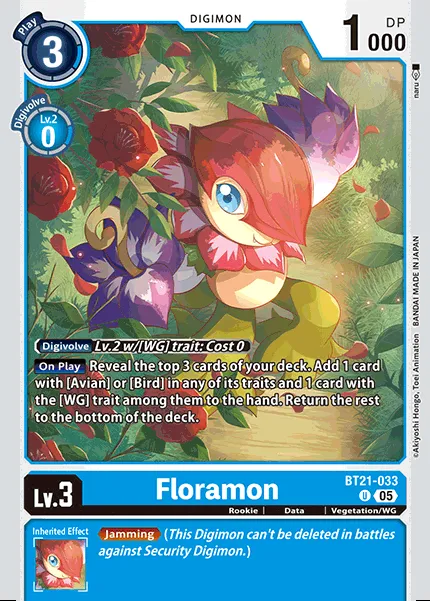 DIGIMON
Play
3
1000
DP
Digivolve
Lv.2
0
naru
Digivolve Lv.2 w/[WG] trait: Cost 0
On Play Reveal the top 3 cards of your deck. Add 1 card
with [Avian] or [Bird] in any of its traits and 1 card with
the [WG] trait among them to the hand. Return the rest
to the bottom of the deck.
©Akiyoshi Hongo, Toei Animation BANDAI MADE IN JAPAN
Lv.3
Floramon
BT21-033
U 05
Rookie | Data | Vegetation/WG
Inherited Effect
Jamming (This Digimon can't be deleted in battles
against Security Digimon.)